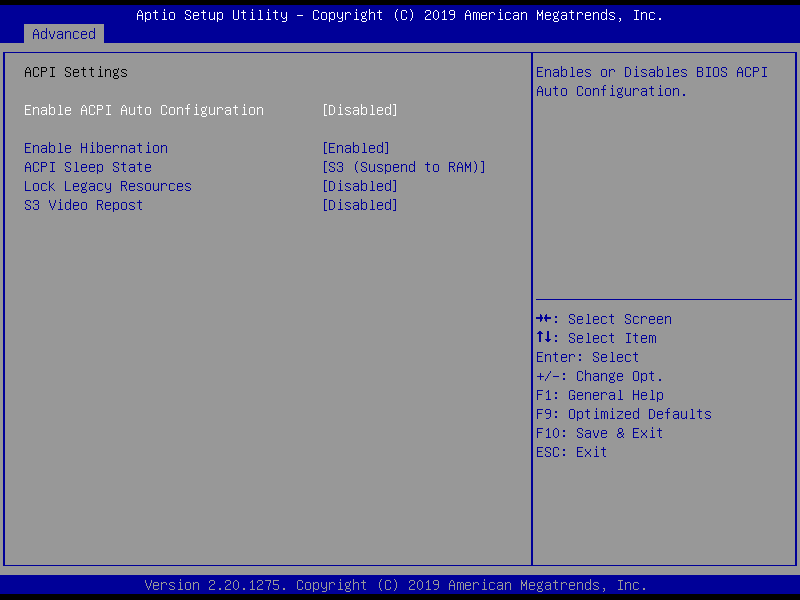 Aptio Setup Utility – Copyright (C) 2019 American Megatrends, Inc.
Advanced
ACPI Settings
Enable ACPI Auto Configuration [Disabled]
Enable Hibernation [Enabled]
ACPI Sleep State [S3 (Suspend to RAM)]
Lock Legacy Resources [Disabled]
S3 Video Repost [Disabled]
Enables or Disables BIOS ACPI
Auto Configuration.
→←: Select Screen
↑↓: Select Item
Enter: Select
+/-: Change Opt.
F1: General Help
F9: Optimized Defaults
F10: Save & Exit
ESC: Exit
Version 2.20.1275. Copyright (C) 2019 American Megatrends, Inc.